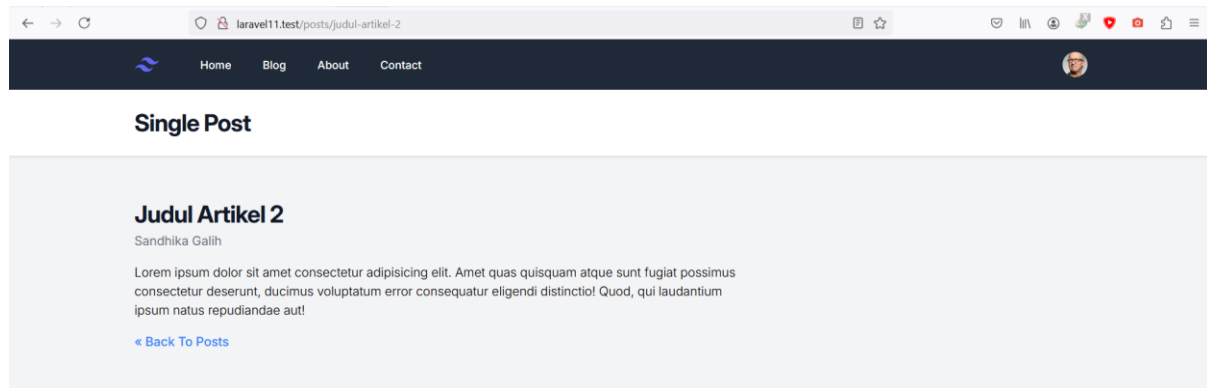 laravel11.test/posts/judul-artikel-2
Home Blog About Contact
Single Post
Judul Artikel 2
Sandhika Galih
Lorem ipsum dolor sit amet consectetur adipisicing elit. Amet quas quisquam atque sunt fugiat possimus
consectetur deserunt, ducimus voluptatum error consequatur eligendi distinctio! Quod, qui laudantium
ipsum natus repudiandae aut!
« Back To Posts